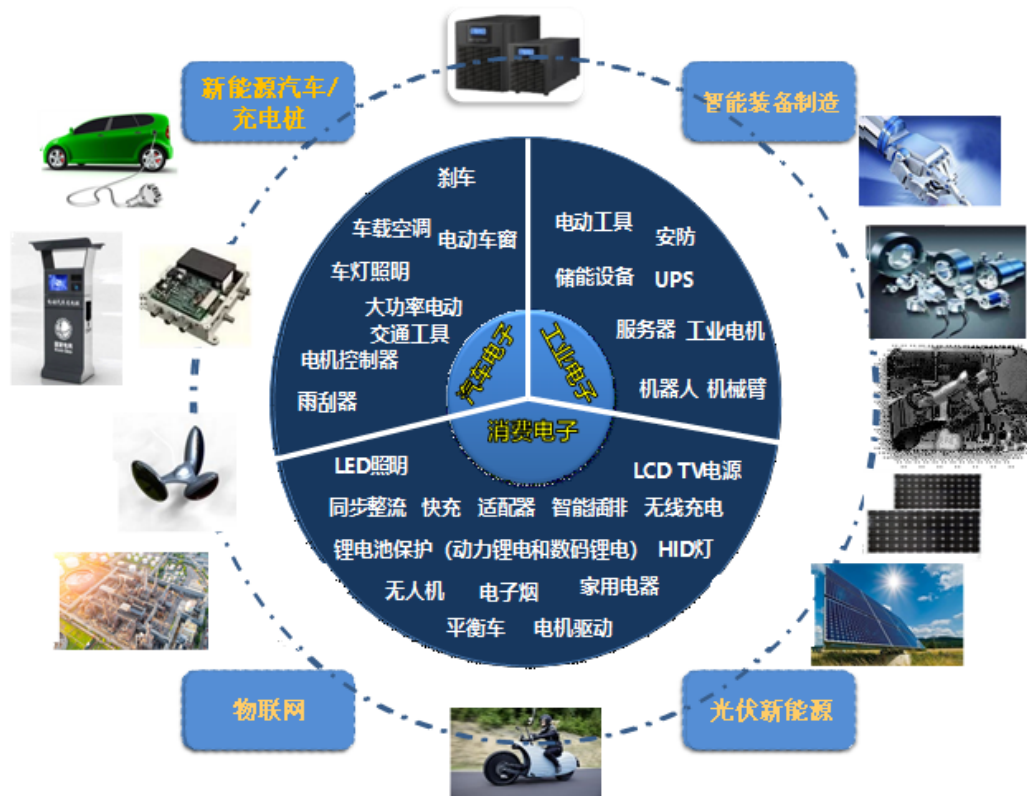 新能源汽车/
充电桩
智能装备制造
刹车
车载空调
电动车窗
车灯照明
大功率电动
交通工具
电机控制器
雨刮器
汽车电子
电动工具
安防
储能设备
UPS
服务器
工业电机
机器人
机械臂
工业电子
消费电子
LED照明
LCD TV电源
同步整流
快充
适配器
智能插排
无线充电
锂电池保护（动力锂电和数码锂电）
HID灯
无人机
电子烟
家用电器
平衡车
电机驱动
物联网
光伏新能源